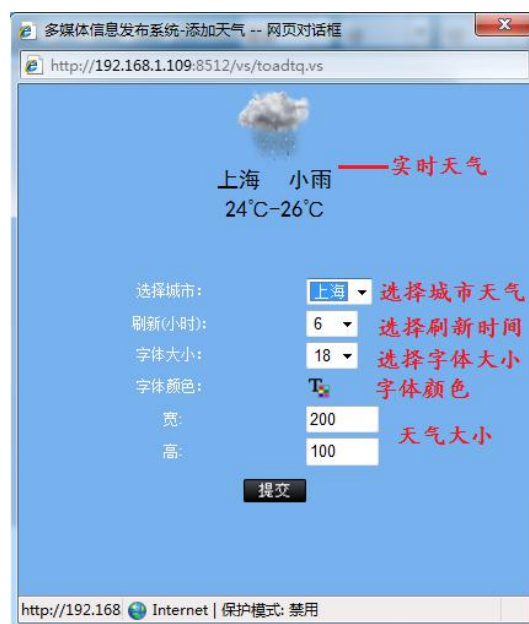 多媒体信息发布系统-添加天气 -- 网页对话框
http://192.168.1.109:8512/vs/toadtq.vs
上海 小雨 实时天气
24℃-26℃
选择城市: 上海 选择城市天气
刷新(小时): 6 选择刷新时间
字体大小: 18 选择字体大小
字体颜色: T 字体颜色
宽: 200
天气大小
高: 100
提交
http://192.168 Internet | 保护模式: 禁用